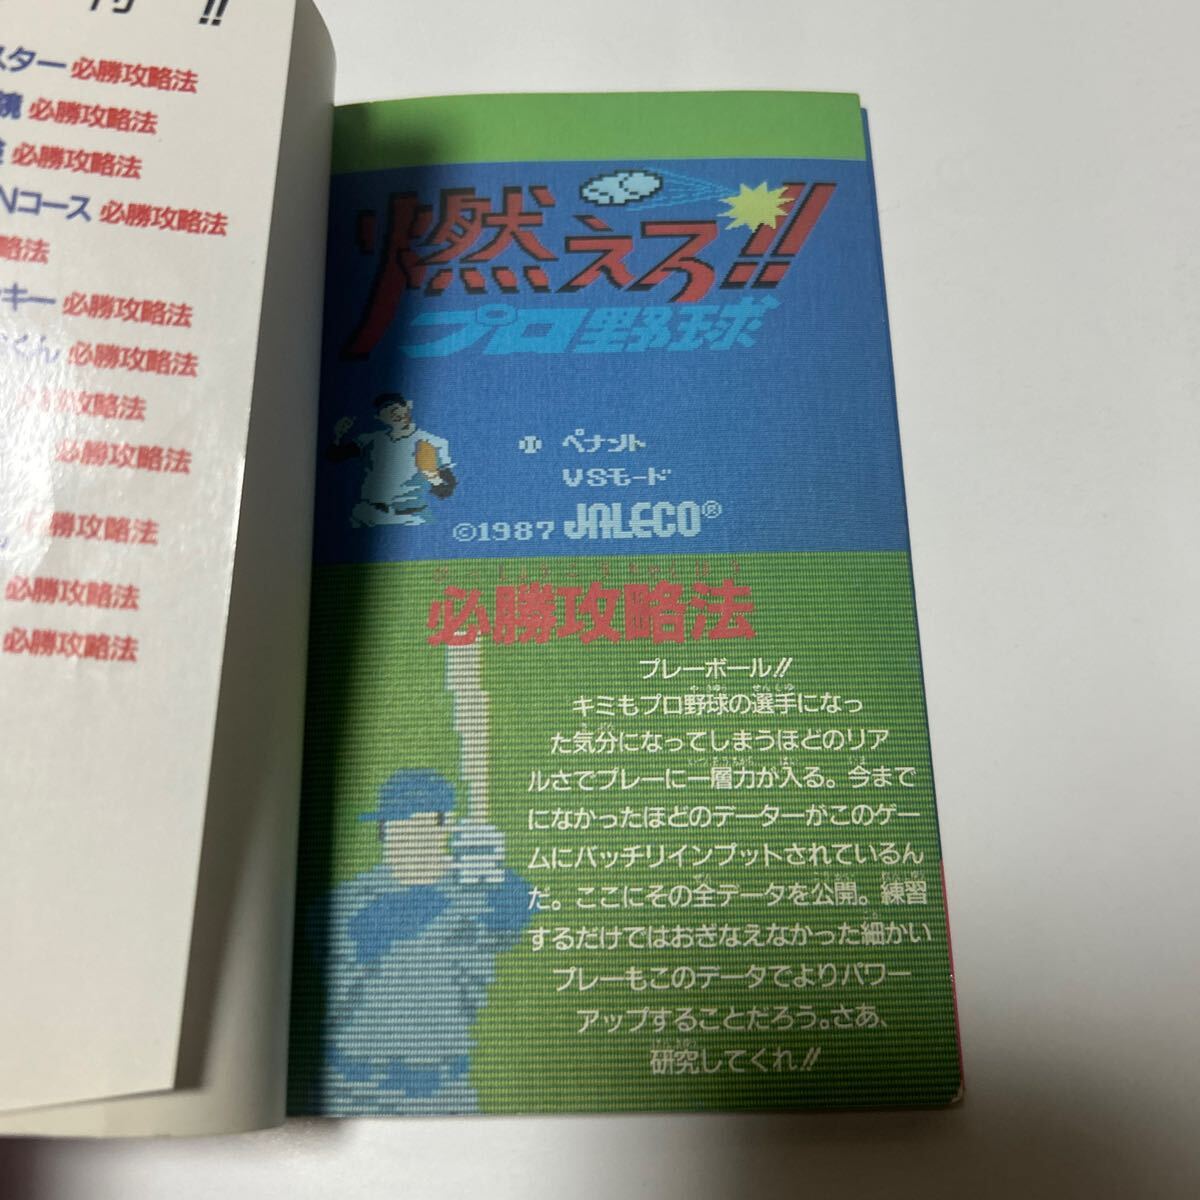 !!
スター 必勝攻略法
鏡 必勝攻略法
必勝攻略法
Nコース 必勝攻略法
略法
ッキー 必勝攻略法
くん 必勝攻略法
必勝攻略法
必勝攻略法
必勝攻略法
必勝攻略法
必勝攻略法
燃えろ!!
プロ野球
ペナント
VSモード
©1987 JALECO®
必勝攻略法
プレーボール!!
キミもプロ野球の選手になっ
た気分になってしまうほどのリア
ルさでプレーに一層力が入る。今まで
になかったほどのデーターがこのゲー
ムにバッチリインプットされているん
だ。ここにその全データを公開。練習
するだけではおぎなえなかった細かい
プレーもこのデータでよりパワー
アップすることだろう。さあ、
研究してくれ!!